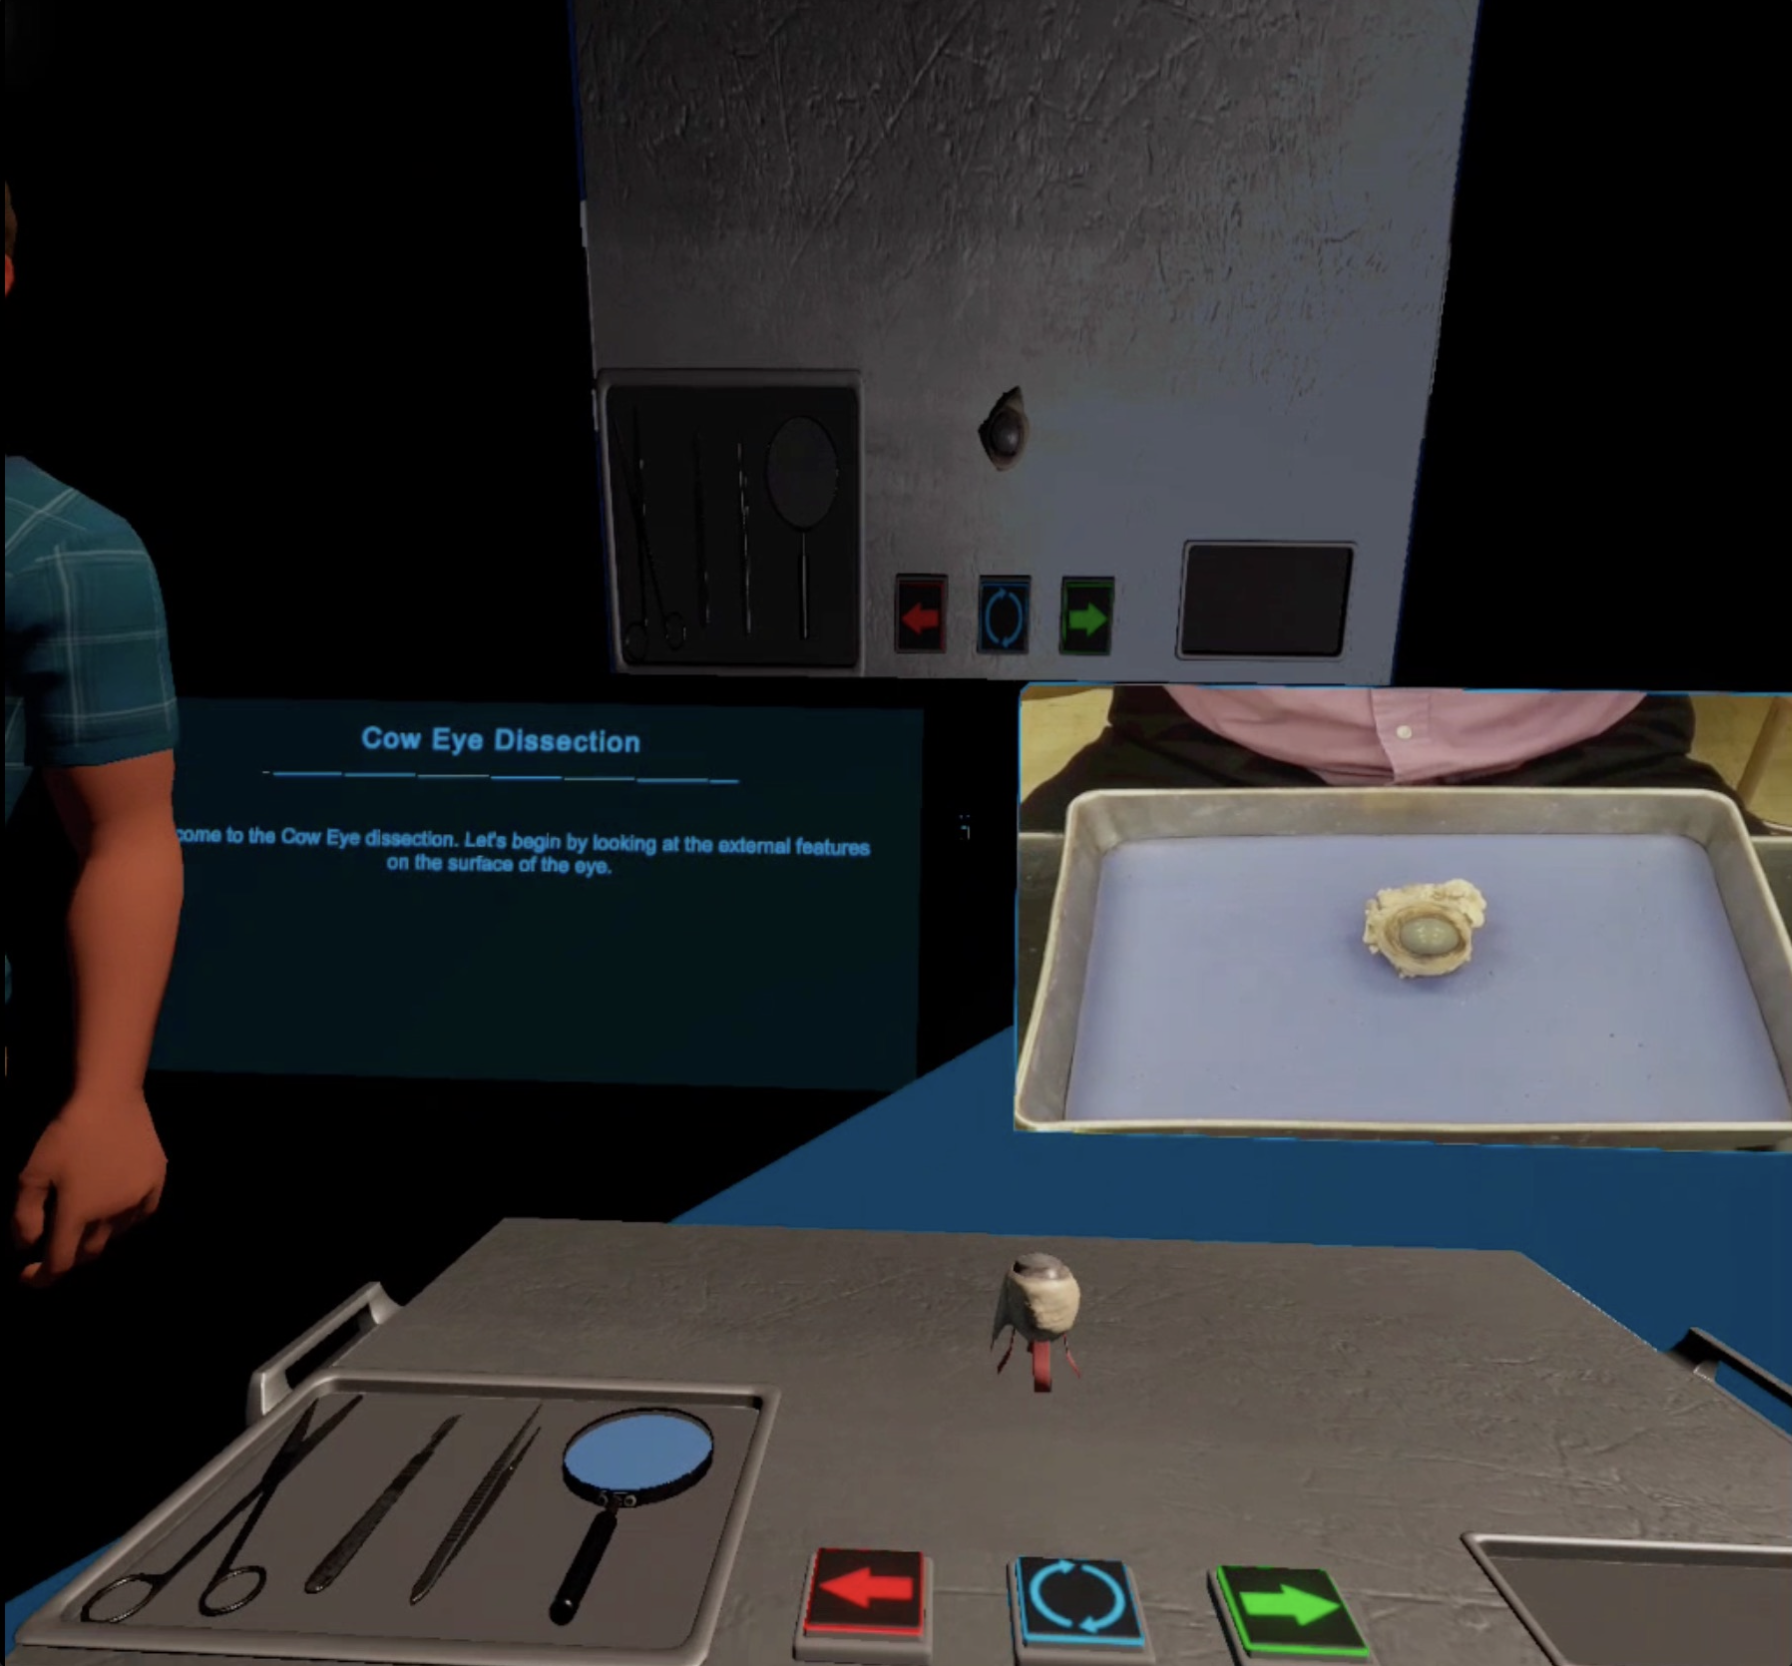 Cow Eye Dissection
come to the Cow Eye dissection. Let's begin by looking at the external features
on the surface of the eye.